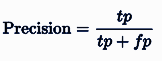 Precision = tp / (tp + fp)